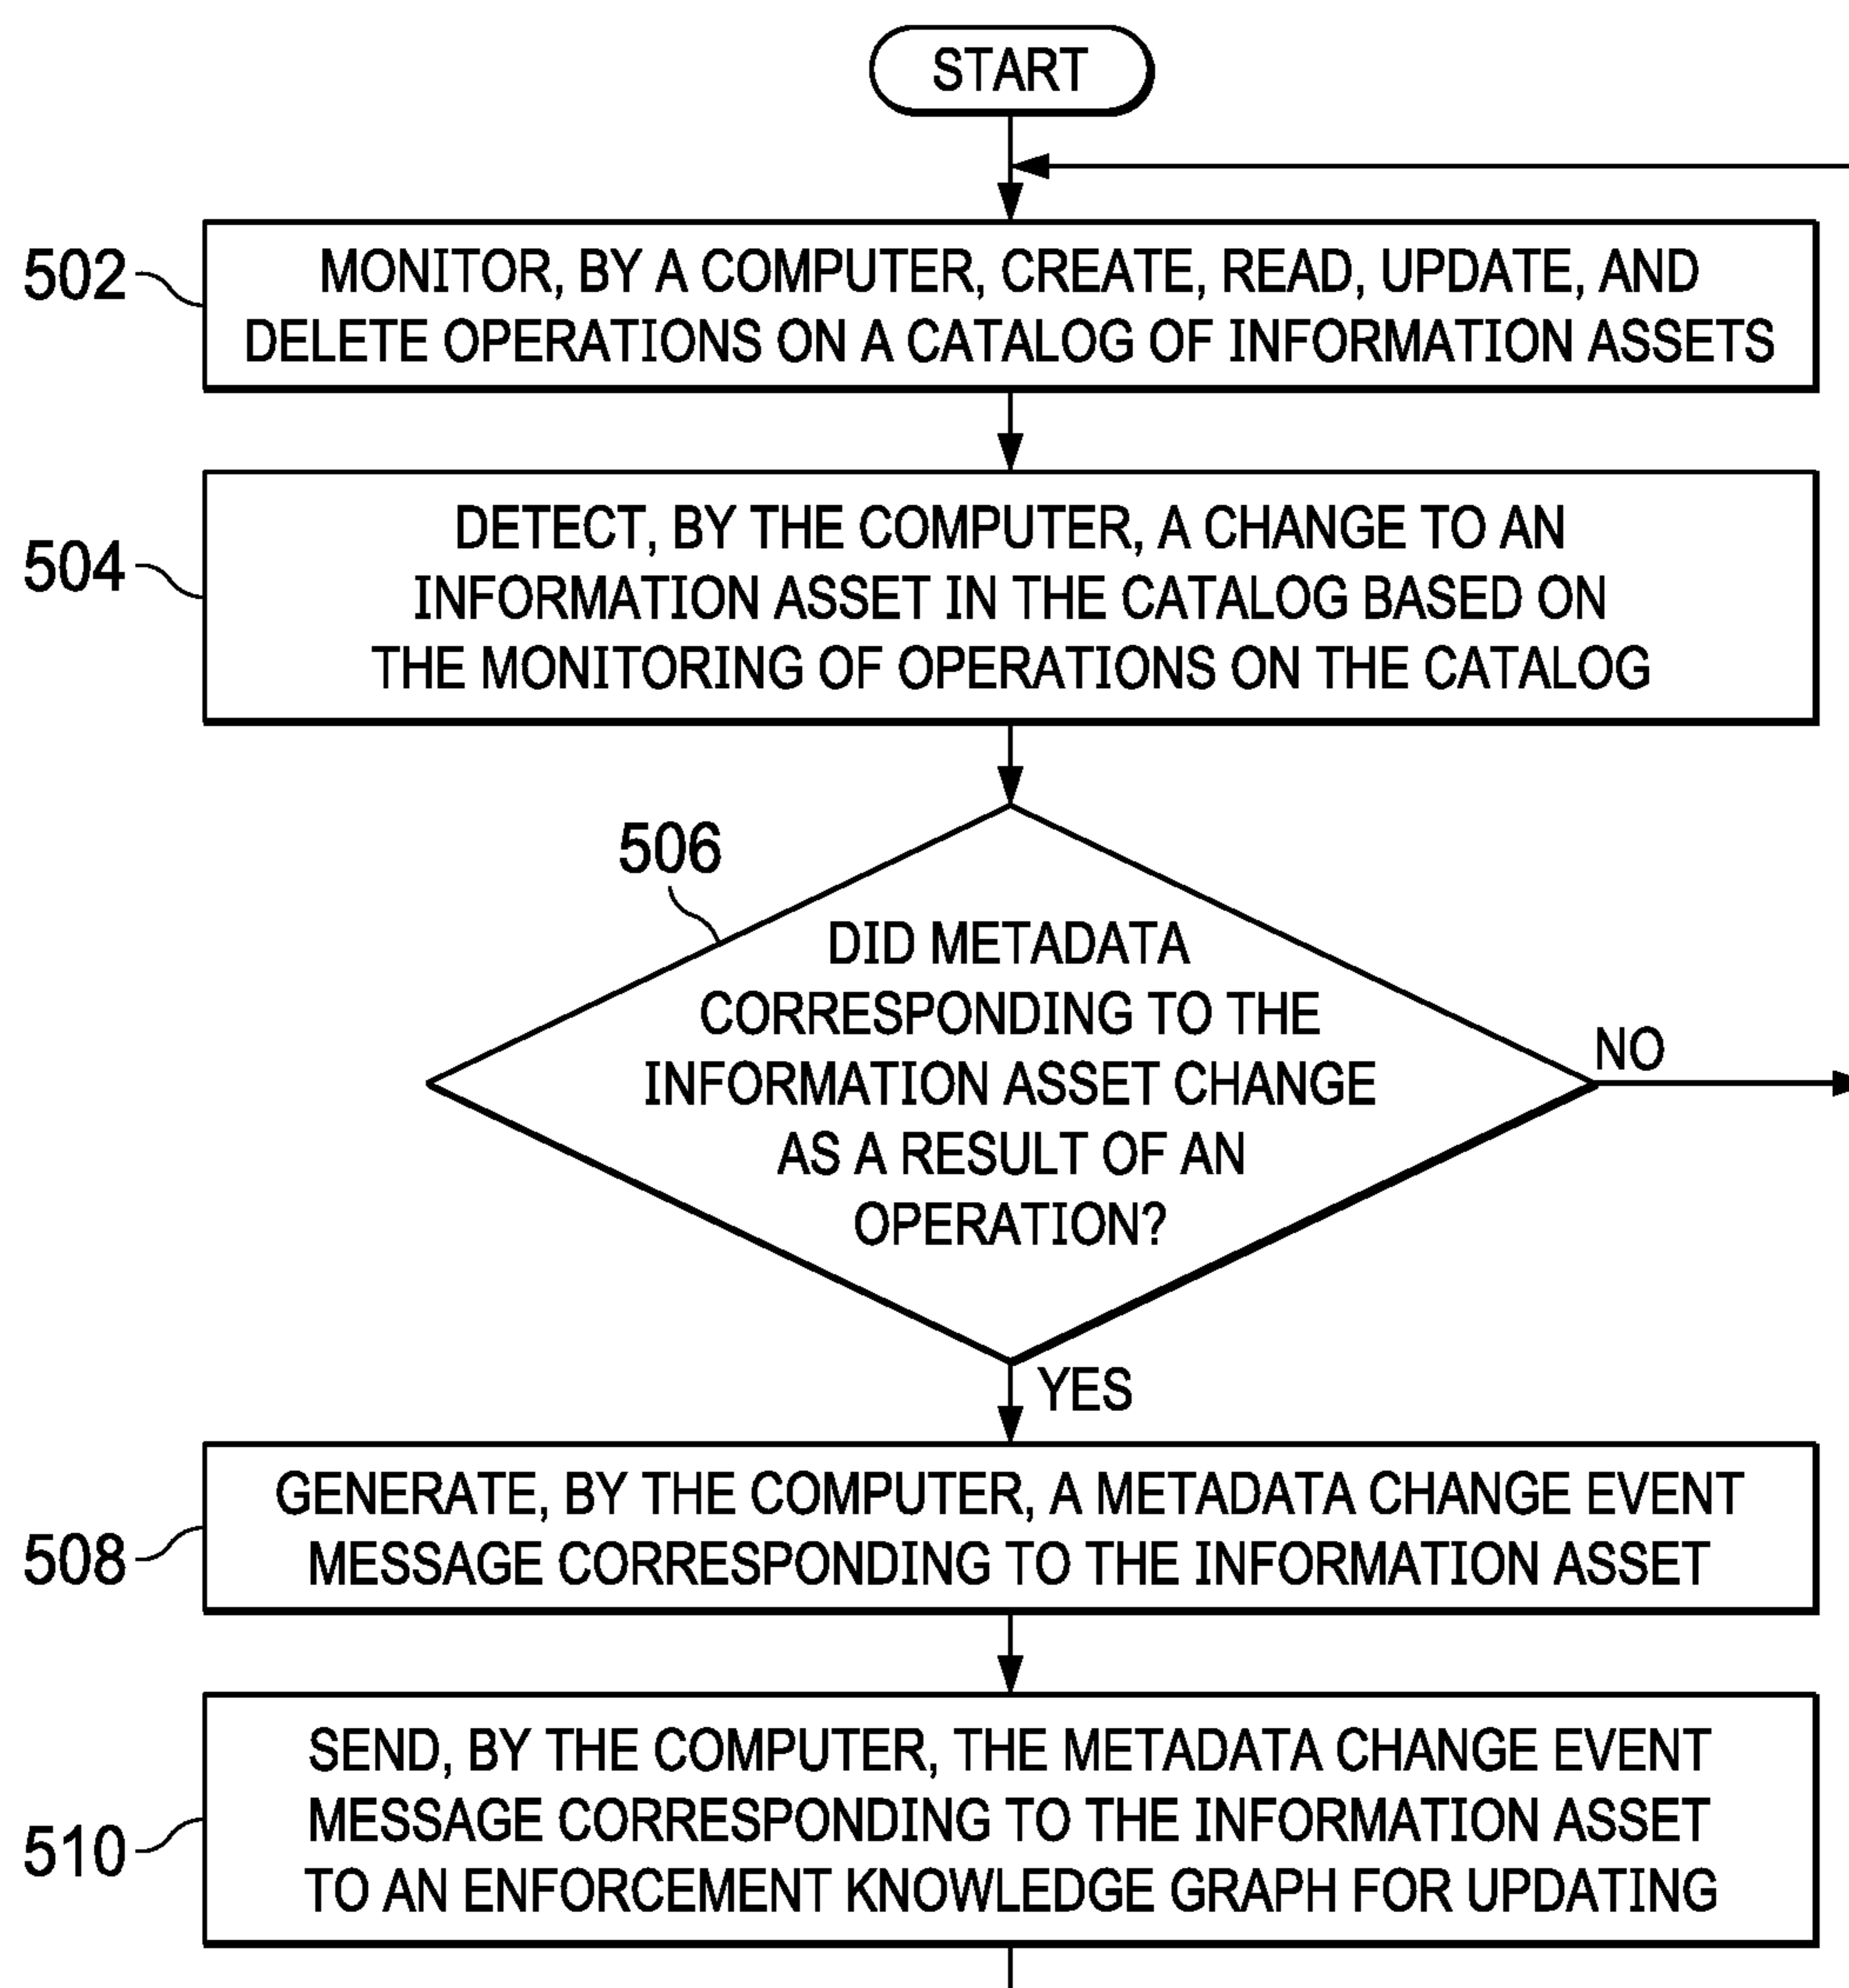 START
502
MONITOR, BY A COMPUTER, CREATE, READ, UPDATE, AND
DELETE OPERATIONS ON A CATALOG OF INFORMATION ASSETS
504
DETECT, BY THE COMPUTER, A CHANGE TO AN
INFORMATION ASSET IN THE CATALOG BASED ON
THE MONITORING OF OPERATIONS ON THE CATALOG
506
DID METADATA
CORRESPONDING TO THE
INFORMATION ASSET CHANGE
AS A RESULT OF AN
OPERATION?
NO
YES
508
GENERATE, BY THE COMPUTER, A METADATA CHANGE EVENT
MESSAGE CORRESPONDING TO THE INFORMATION ASSET
510
SEND, BY THE COMPUTER, THE METADATA CHANGE EVENT
MESSAGE CORRESPONDING TO THE INFORMATION ASSET
TO AN ENFORCEMENT KNOWLEDGE GRAPH FOR UPDATING